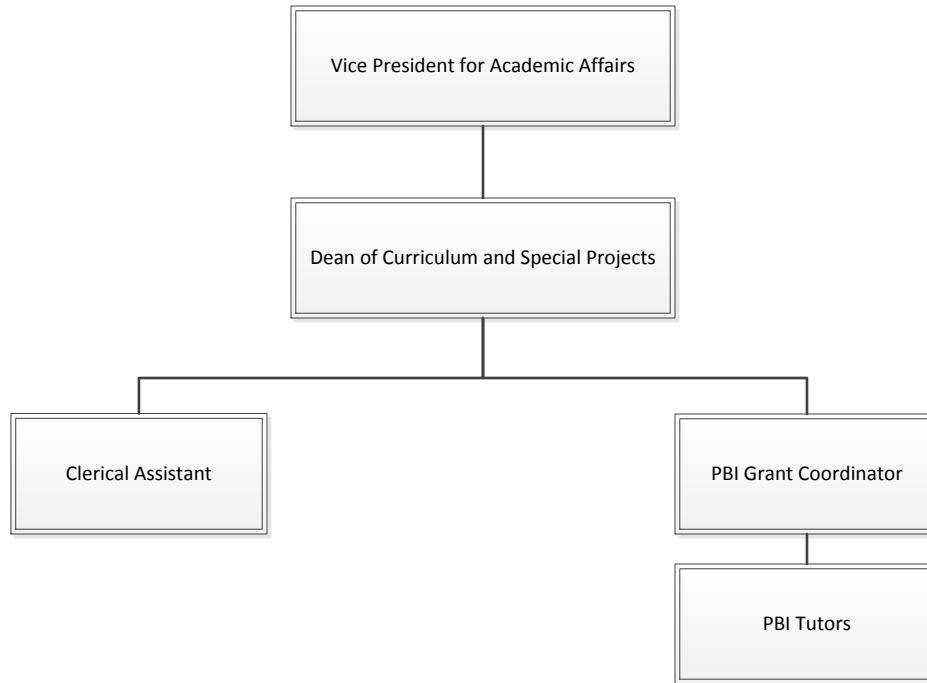 Vice President for Academic Affairs
Dean of Curriculum and Special Projects
Clerical Assistant
PBI Grant Coordinator
PBI Tutors